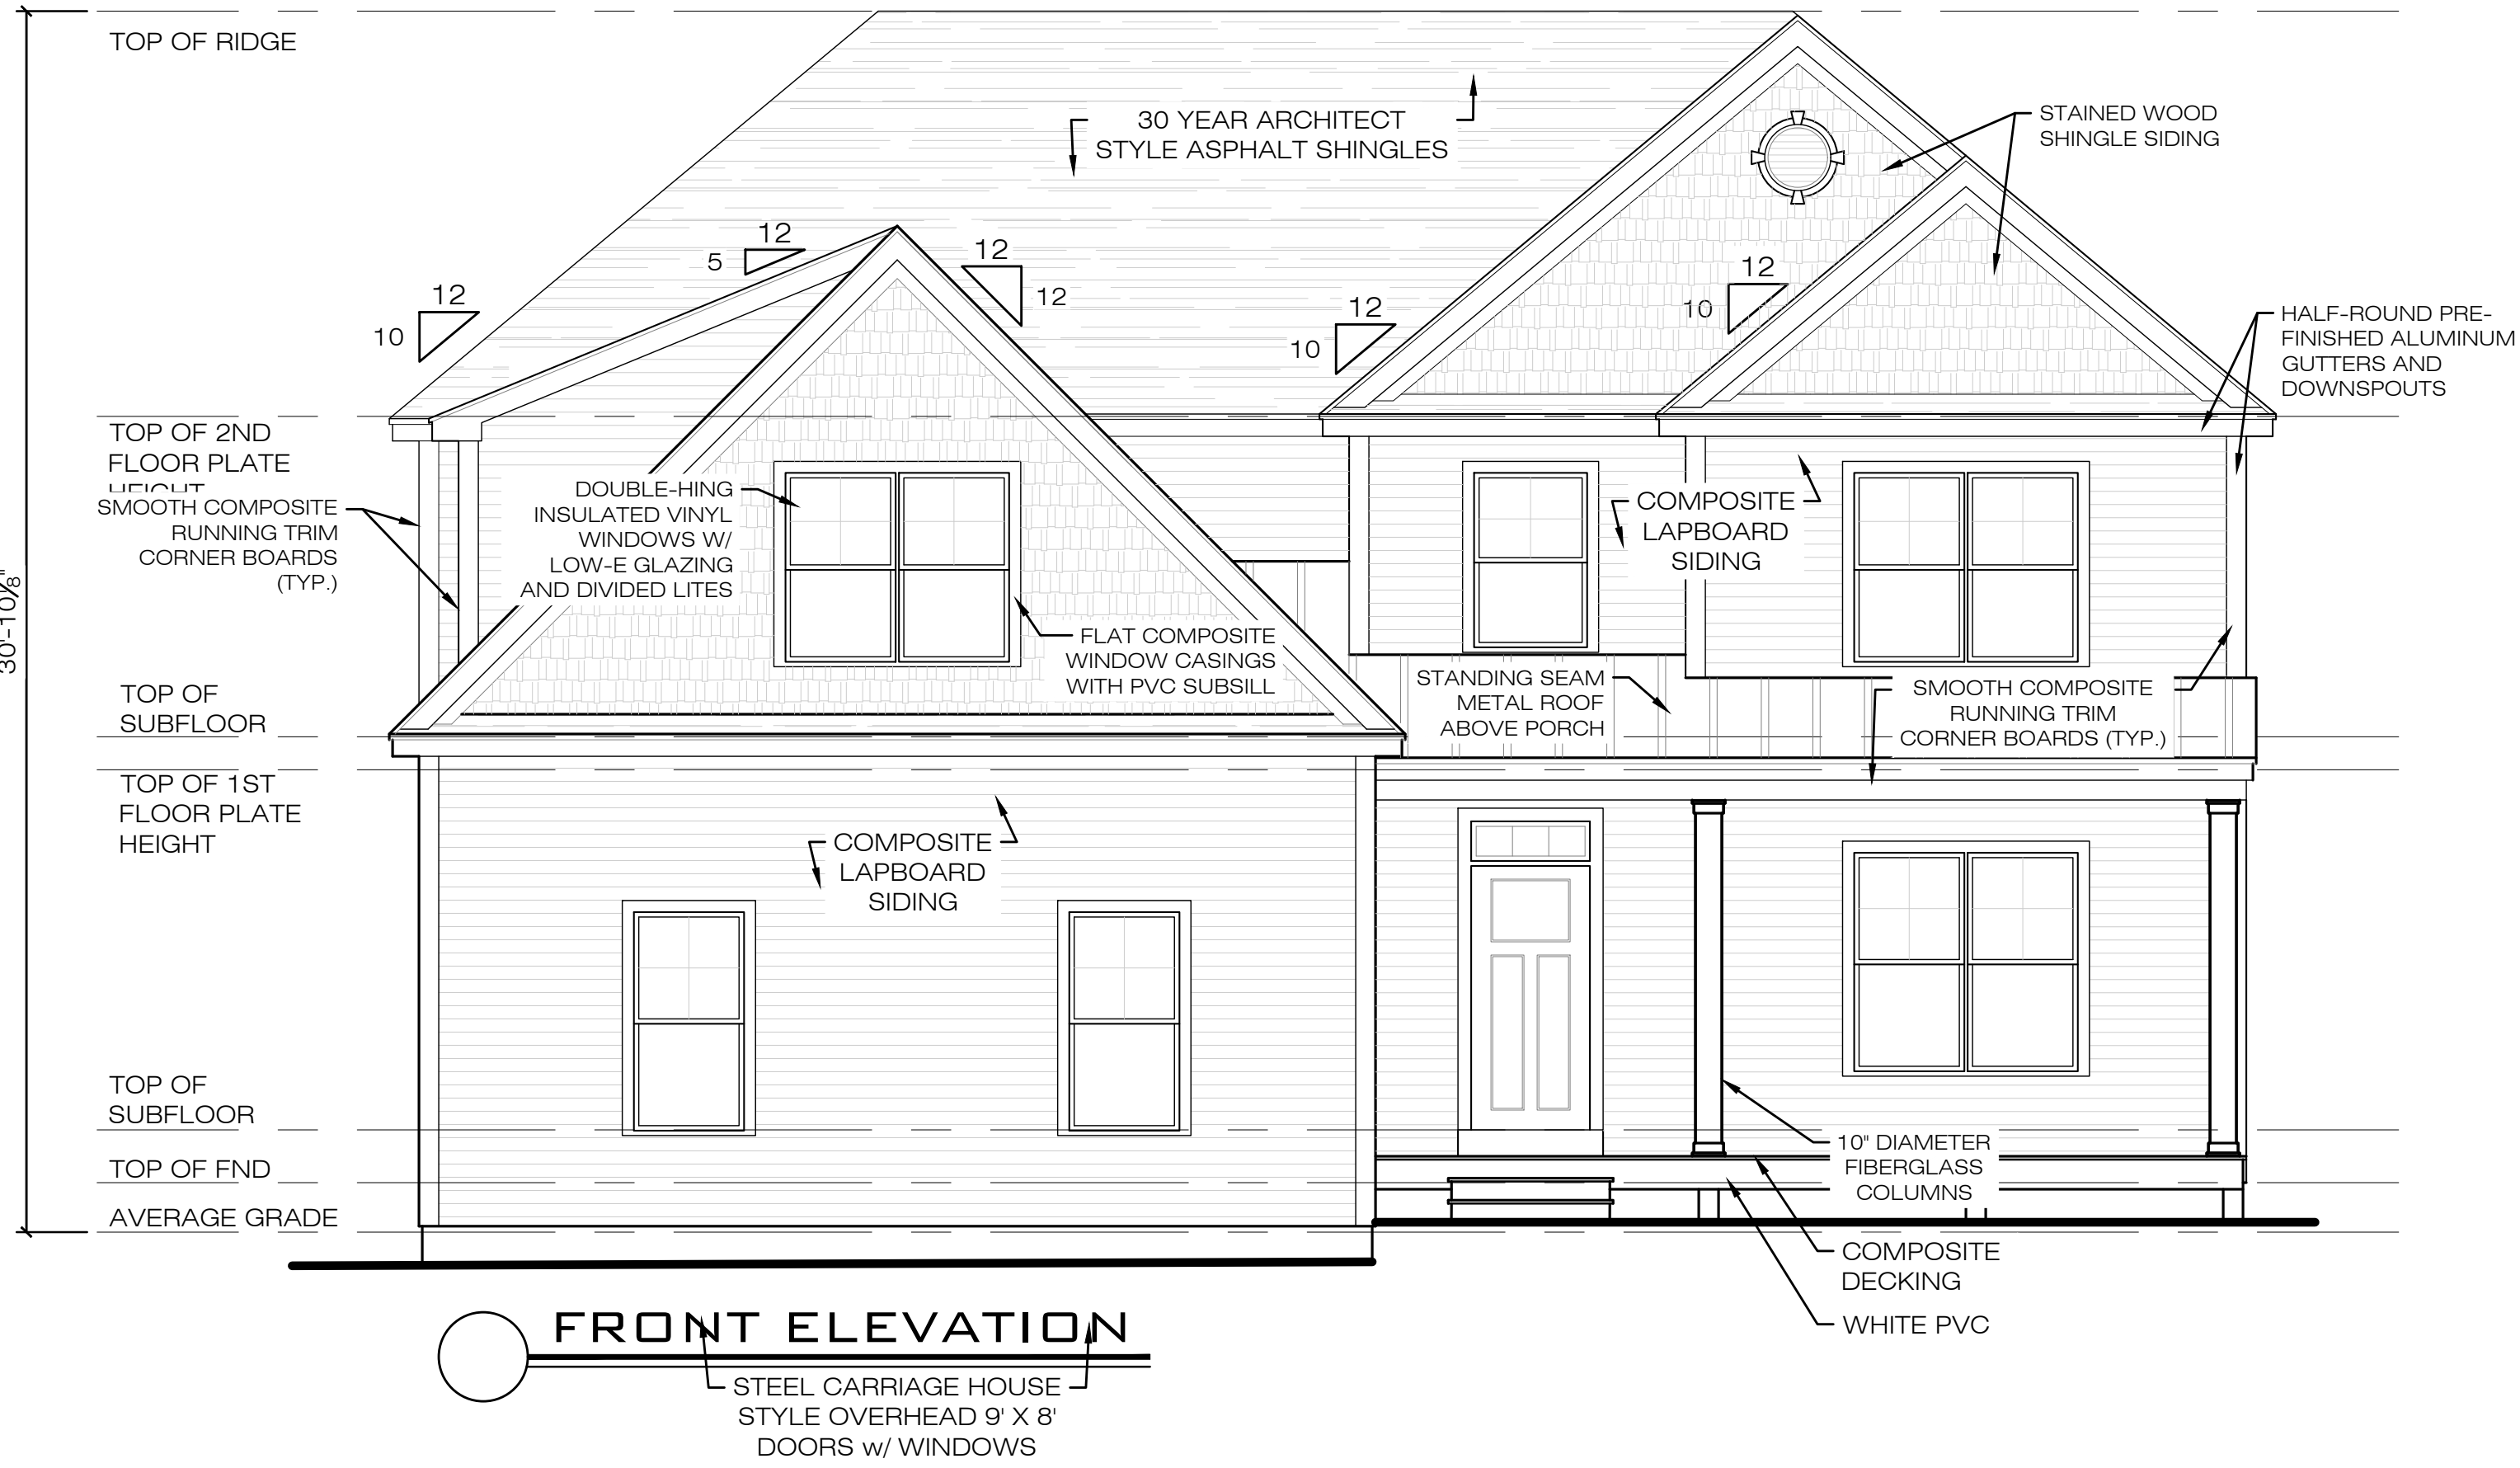 TOP OF RIDGE
30 YEAR ARCHITECT
STYLE ASPHALT SHINGLES
STAINED WOOD
SHINGLE SIDING
12
5
12
12
12
10
12
10
12
10
HALF-ROUND PRE-
FINISHED ALUMINUM
GUTTERS AND
DOWNSPOUTS
TOP OF 2ND
FLOOR PLATE
HEIGHT
SMOOTH COMPOSITE
RUNNING TRIM
CORNER BOARDS
(TYP.)
DOUBLE-HING
INSULATED VINYL
WINDOWS W/
LOW-E GLAZING
AND DIVIDED LITES
COMPOSITE
LAPBOARD
SIDING
FLAT COMPOSITE
WINDOW CASINGS
WITH PVC SUBSILL
STANDING SEAM
METAL ROOF
ABOVE PORCH
SMOOTH COMPOSITE
RUNNING TRIM
CORNER BOARDS (TYP.)
TOP OF
SUBFLOOR
TOP OF 1ST
FLOOR PLATE
HEIGHT
COMPOSITE
LAPBOARD
SIDING
TOP OF
SUBFLOOR
TOP OF FND
AVERAGE GRADE
10" DIAMETER
FIBERGLASS
COLUMNS
COMPOSITE
DECKING
WHITE PVC
FRONT ELEVATION
STEEL CARRIAGE HOUSE
STYLE OVERHEAD 9' X 8'
DOORS w/ WINDOWS